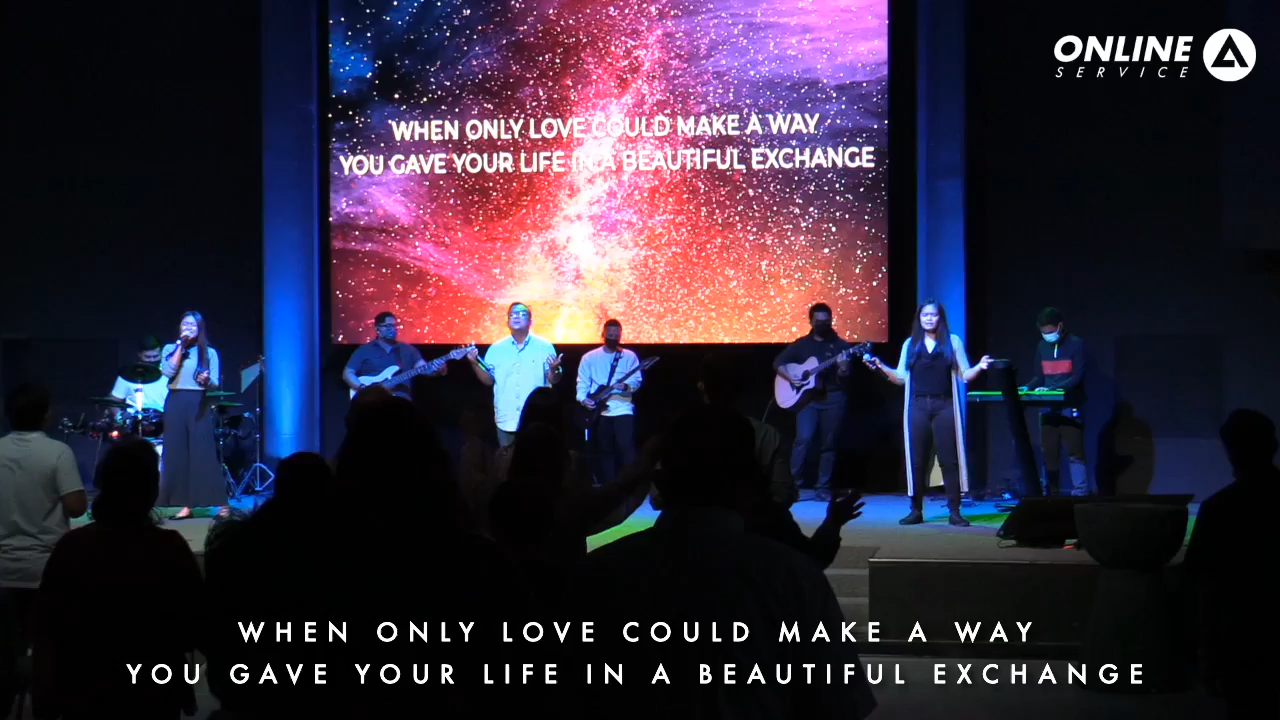 ONLINE
SERVICE
WHEN ONLY LOVE COULD MAKE A WAY
YOU GAVE YOUR LIFE IN A BEAUTIFUL EXCHANGE
WHEN ONLY LOVE COULD MAKE A WAY
YOU GAVE YOUR LIFE IN A BEAUTIFUL EXCHANGE